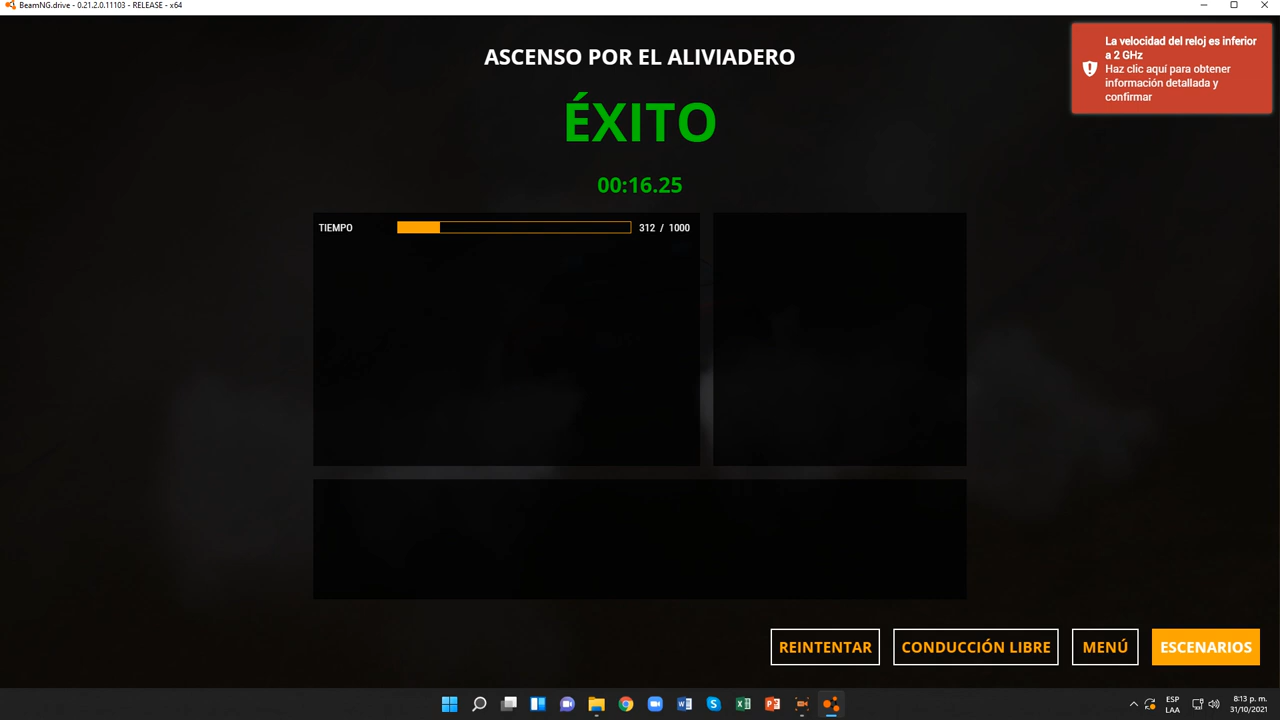 BeamNG.drive - 0.21.2.0.11103 - RELEASE - x64
La velocidad del reloj es inferior
a 2 GHz
Haz clic aquí para obtener
información detallada y
confirmar
ASCENSO POR EL ALIVIADERO
ÉXITO
00:16.25
TIEMPO 312 / 1000
REINTENTAR CONDUCCIÓN LIBRE MENÚ ESCENARIOS
ESP
LAA
8:13 p. m.
31/10/2021